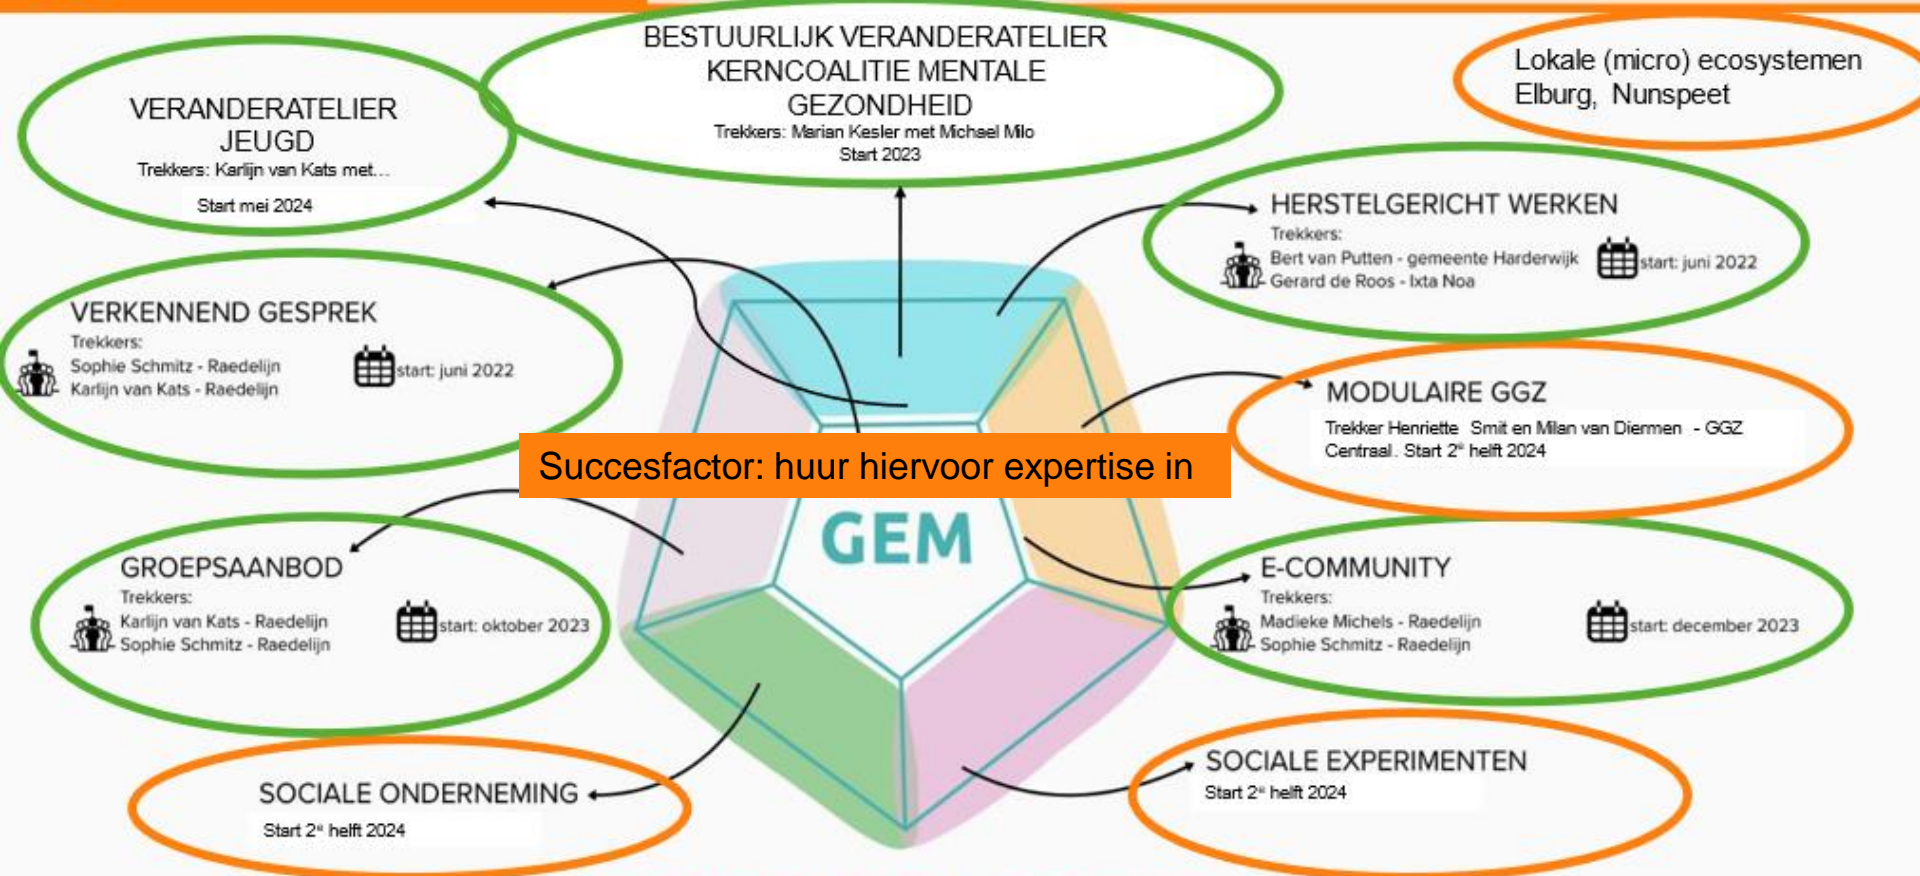 BESTUURLIJK VERANDERATELIER
KERNCOALITIE MENTALE
GEZONDHEID
Trekkers: Marian Kesler met Michael Milo
Start 2023
VERANDERATELIER
JEUGD
Trekkers: Karlijn van Kats met...
Start mei 2024
Lokale (micro) ecosystemen
Elburg, Nunspeet
HERSTELGERICHT WERKEN
Trekkers:
Bert van Putten - gemeente Harderwijk
Gerard de Roos - Ixta Noa
start: juni 2022
VERKENNEND GESPREK
Trekkers:
Sophie Schmitz - Raedelijn
Karlijn van Kats - Raedelijn
start: juni 2022
MODULAIRE GGZ
Trekker Henriette Smit en Milan van Diermen - GGZ
Centraal. Start 2e helft 2024
Succesfactor: huur hiervoor expertise in
GEM
GROEPSAANBOD
Trekkers:
Karlijn van Kats - Raedelijn
Sophie Schmitz - Raedelijn
start: oktober 2023
E-COMMUNITY
Trekkers:
Madieke Michels - Raedelijn
Sophie Schmitz - Raedelijn
start: december 2023
SOCIALE ONDERNEMING
Start 2e helft 2024
SOCIALE EXPERIMENTEN
Start 2e helft 2024